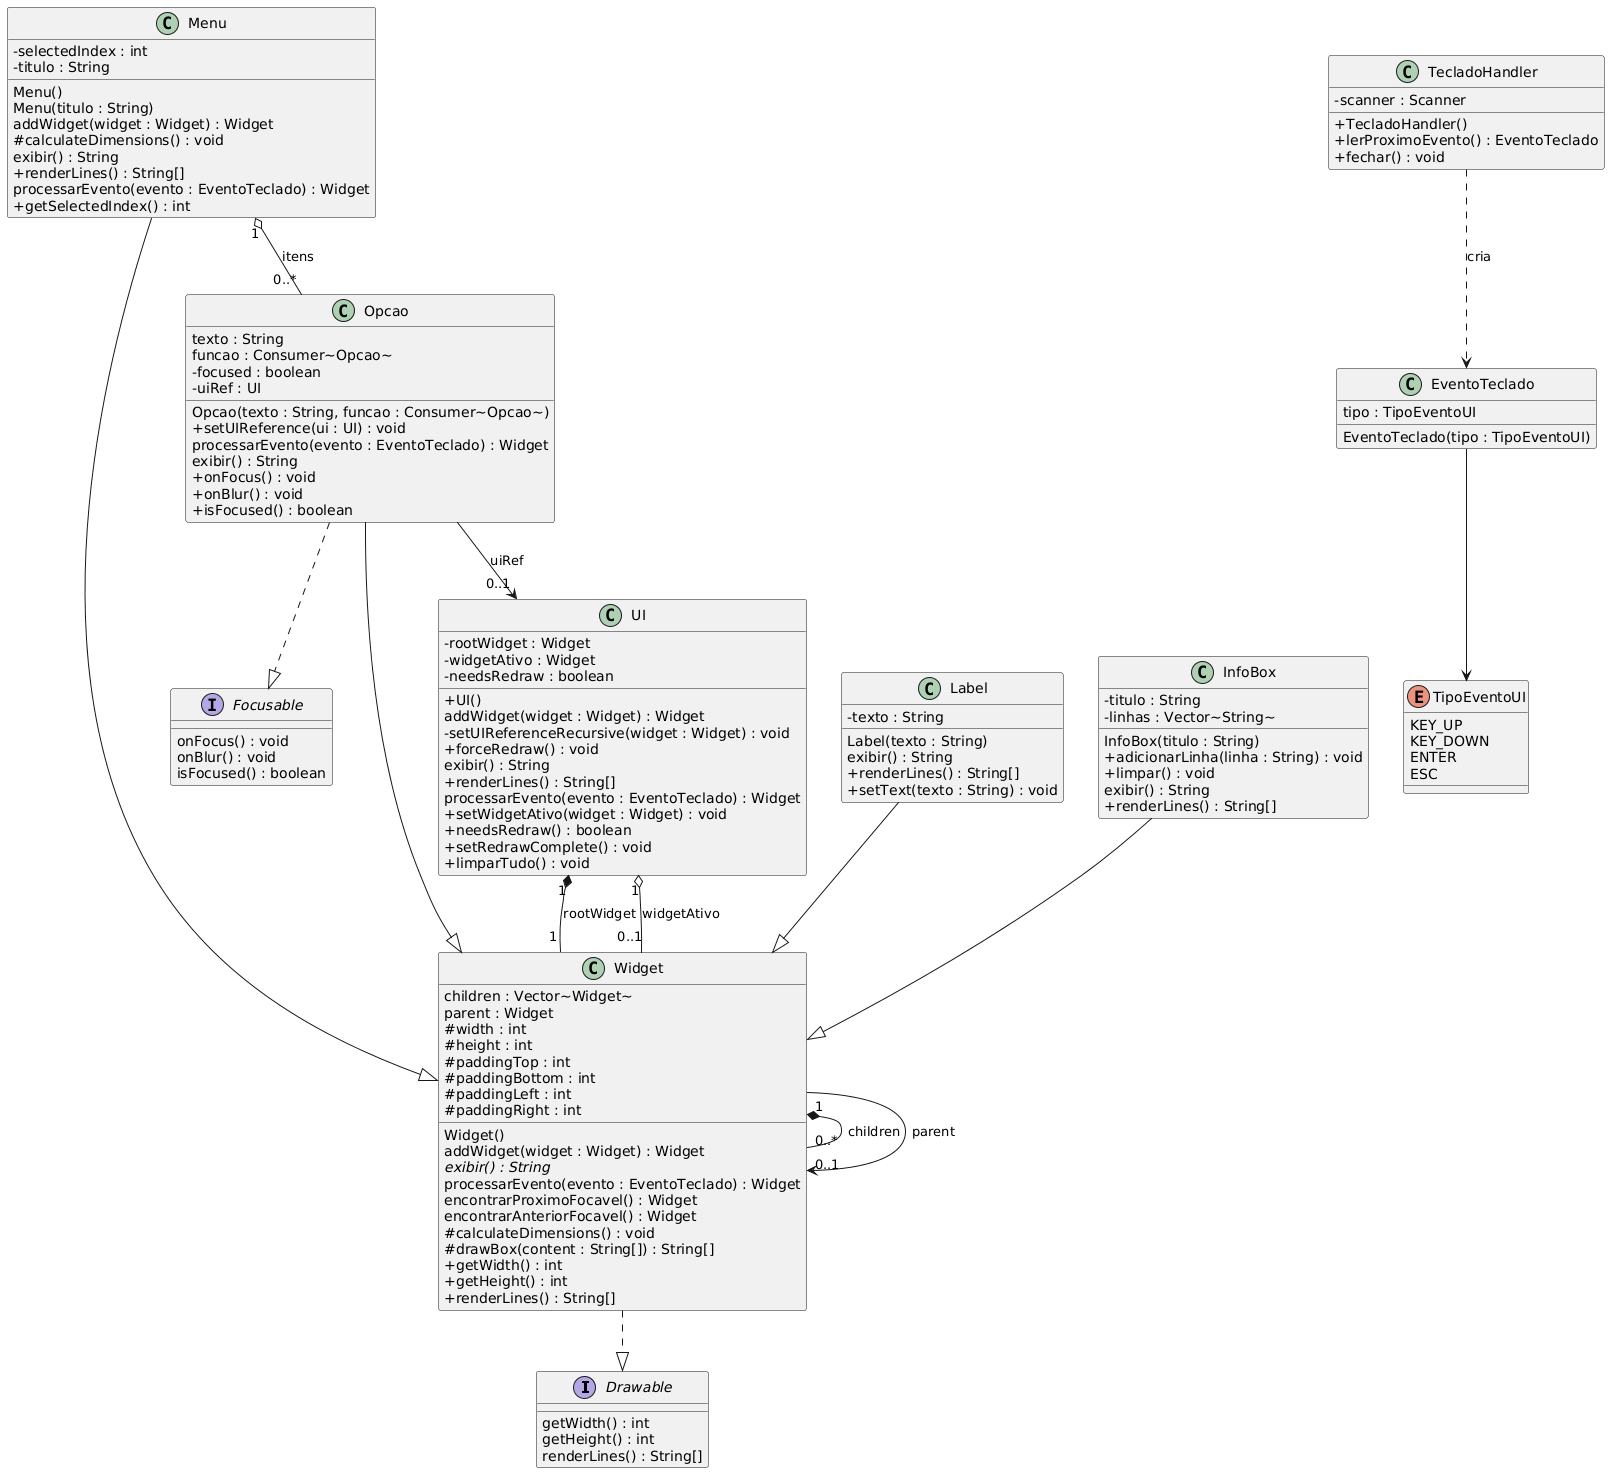 C Menu
-selectedIndex : int
-titulo : String
Menu()
Menu(titulo : String)
addWidget(widget : Widget) : Widget
#calculateDimensions() : void
exibir() : String
+renderLines() : String[]
processarEvento(evento : EventoTeclado) : Widget
+getSelectedIndex() : int
C TecladoHandler
-scanner : Scanner
+TecladoHandler()
+lerProximoEvento() : EventoTeclado
+fechar() : void
1
itens
0..*
cria
C Opcao
texto : String
funcao : Consumer~Opcao~
-focused : boolean
-uiRef : UI
Opcao(texto : String, funcao : Consumer~Opcao~)
+setUIReference(ui : UI) : void
processarEvento(evento : EventoTeclado) : Widget
exibir() : String
+onFocus() : void
+onBlur() : void
+isFocused() : boolean
C EventoTeclado
tipo : TipoEventoUI
EventoTeclado(tipo : TipoEventoUI)
uiRef
0..1
I Focusable
onFocus() : void
onBlur() : void
isFocused() : boolean
C UI
-rootWidget : Widget
-widgetAtivo : Widget
-needsRedraw : boolean
+UI()
addWidget(widget : Widget) : Widget
-setUIReferenceRecursive(widget : Widget) : void
+forceRedraw() : void
exibir() : String
+renderLines() : String[]
processarEvento(evento : EventoTeclado) : Widget
+setWidgetAtivo(widget : Widget) : void
+needsRedraw() : boolean
+setRedrawComplete() : void
+limparTudo() : void
C Label
-texto : String
Label(texto : String)
exibir() : String
+renderLines() : String[]
+setText(texto : String) : void
C InfoBox
-titulo : String
-linhas : Vector~String~
InfoBox(titulo : String)
+adicionarLinha(linha : String) : void
+limpar() : void
exibir() : String
+renderLines() : String[]
E TipoEventoUI
KEY_UP
KEY_DOWN
ENTER
ESC
1 1
rootWidget widgetAtivo
1 0..1
C Widget
children : Vector~Widget~
parent : Widget
#width : int
#height : int
#paddingTop : int
#paddingBottom : int
#paddingLeft : int
#paddingRight : int
Widget()
addWidget(widget : Widget) : Widget
exibir() : String
processarEvento(evento : EventoTeclado) : Widget
encontrarProximoFocavel() : Widget
encontrarAnteriorFocavel() : Widget
#calculateDimensions() : void
#drawBox(content : String[]) : String[]
+getWidth() : int
+getHeight() : int
+renderLines() : String[]
1
children parent
0..*
0..1
I Drawable
getWidth() : int
getHeight() : int
renderLines() : String[]